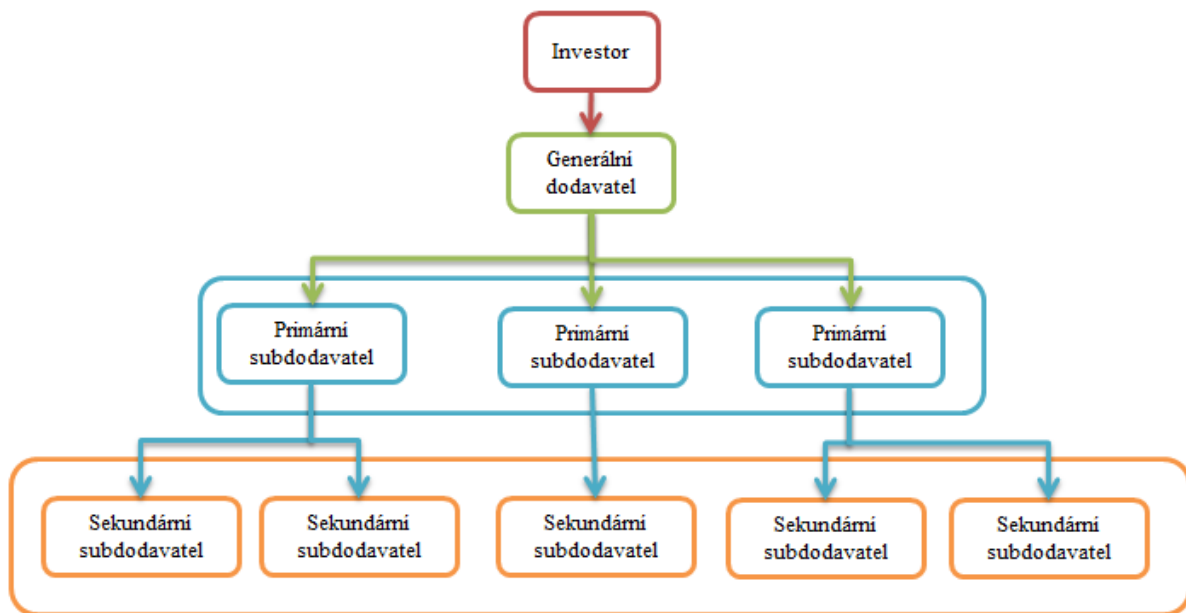 Investor
Generální
dodavatel
Primární
subdodavatel
Primární
subdodavatel
Primární
subdodavatel
Sekundární
subdodavatel
Sekundární
subdodavatel
Sekundární
subdodavatel
Sekundární
subdodavatel
Sekundární
subdodavatel